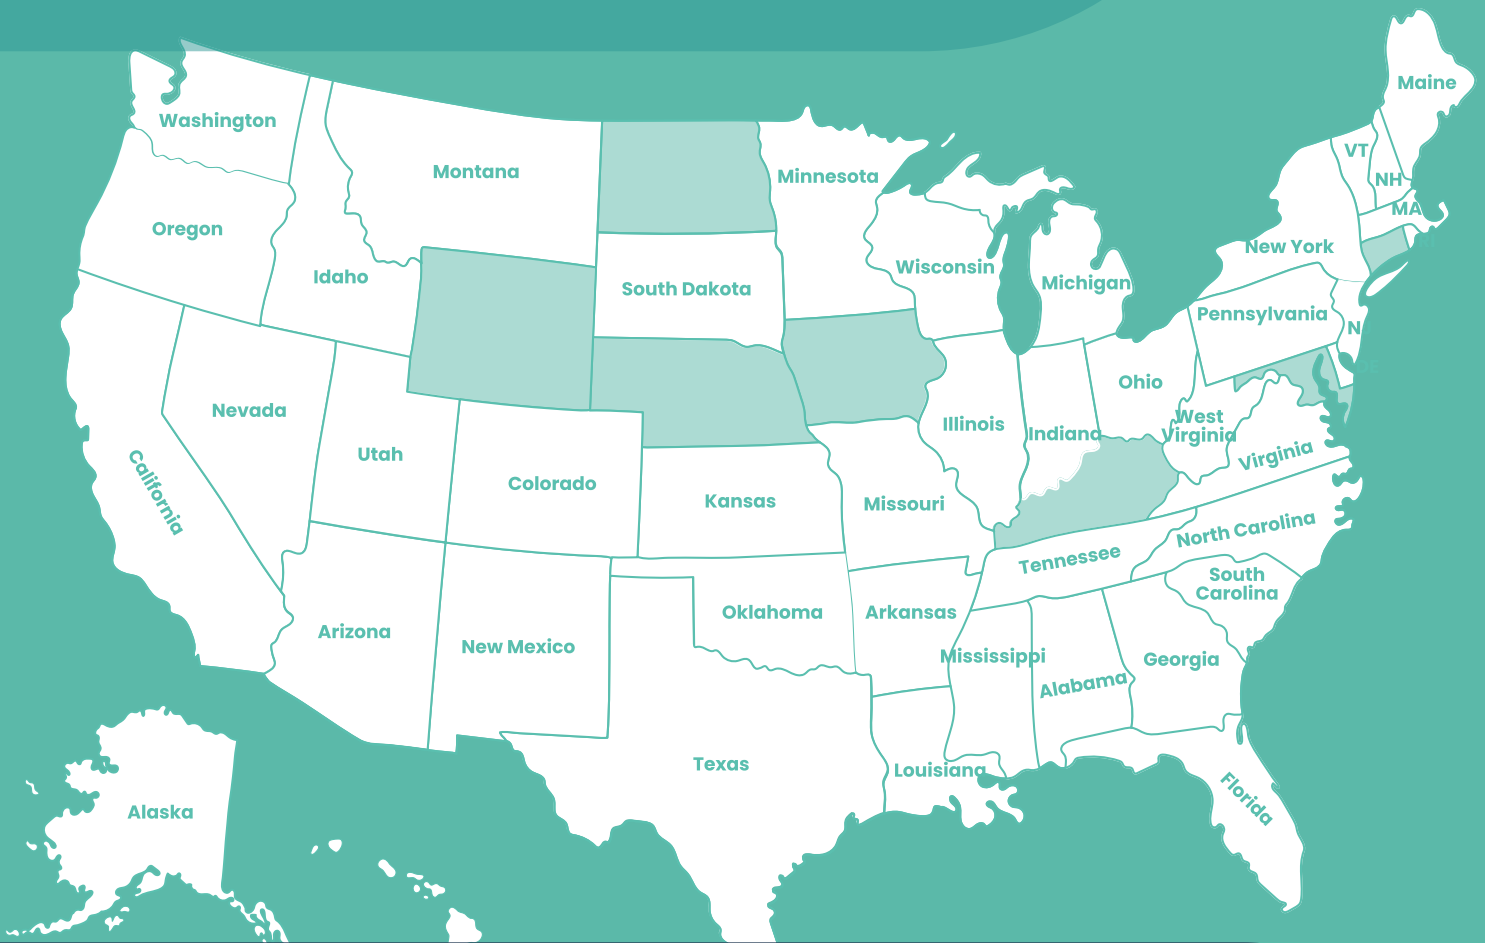 Maine
Washington
VT
Montana
Minnesota
NH
MA
Oregon
RI
New York
Wisconsin
Idaho
Michigan
South Dakota
Pennsylvania
N
DE
Ohio
Nevada
West
Virginia
Illinois
Indiana
Utah
Virginia
California
Colorado
Kansas
Missouri
North Carolina
Tennessee
South
Carolina
Oklahoma
Arkansas
Arizona
New Mexico
Mississippi
Georgia
Alabama
Texas
Louisiana
Florida
Alaska